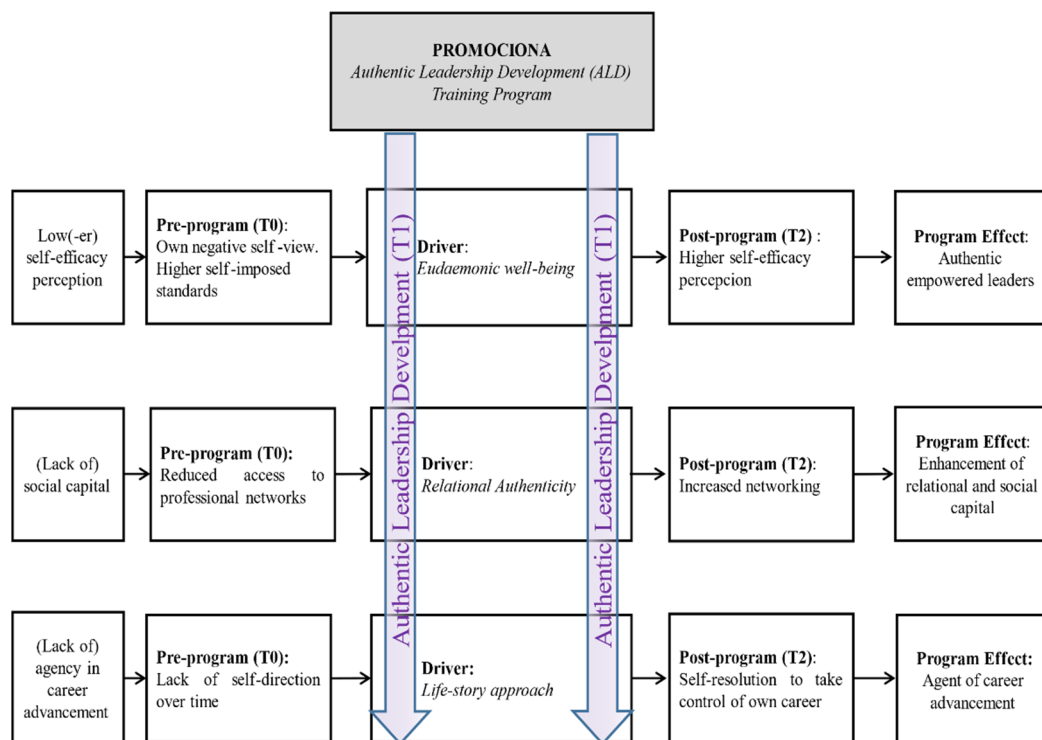 PROMOCIONA
Authentic Leadership Development (ALD)
Training Program
Low(-er)
self-efficacy
perception
Pre-program (T0):
Own negative self-view.
Higher self-imposed
standards
Driver:
Eudaemonic well-being
Post-program (T2) :
Higher self-efficacy
percepcion
Program Effect:
Authentic
empowered leaders
(Lack of)
social capital
Pre-program (T0):
Reduced access to
professional networks
Driver:
Relational Authenticity
Post-program (T2):
Increased networking
Program Effect:
Enhancement of
relational and social
capital
(Lack of)
agency in
career
advancement
Pre-program (T0):
Lack of self-direction
over time
Driver:
Life-story approach
Post-program (T2):
Self-resolution to take
control of own career
Program Effect:
Agent of career
advancement
Authentic Leadership Develpment (T1)
Authentic Leadership Develpment (T1)